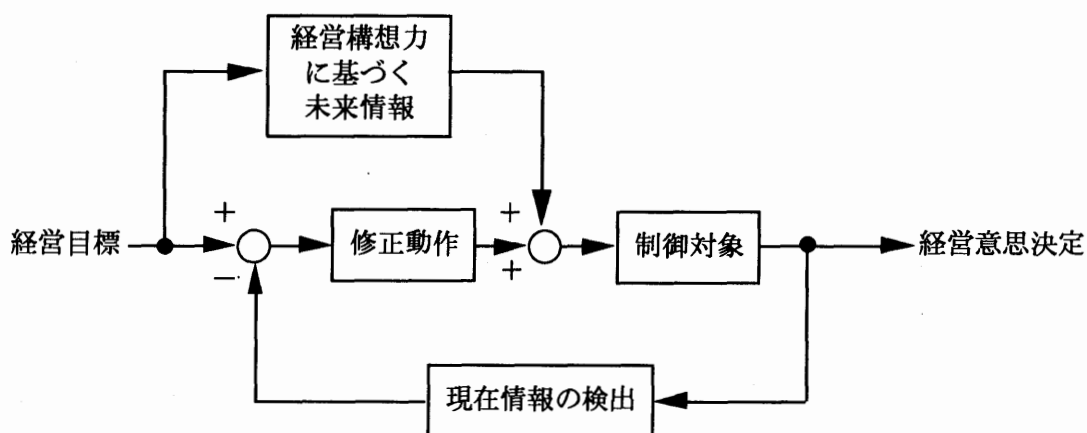 経営構想力
に基づく
未来情報
+
+
経営目標
修正動作
制御対象
経営意思決定
−
+
現在情報の検出